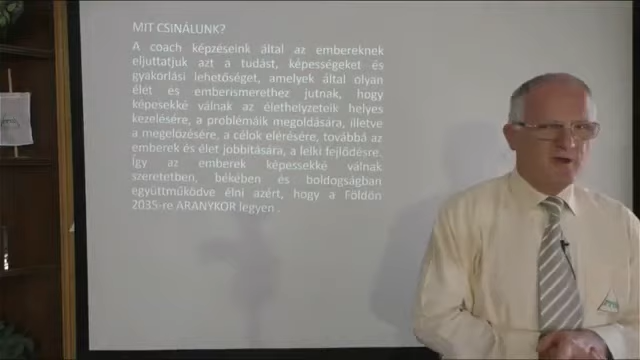 MIT CSINÁLUNK?
A coach képzéseink által az embereknek
eljuttatjuk azt a tudást, képességeket és
gyakorlási lehetőséget, amelyek által olyan
élet és emberismerethez jutnak, hogy
képesekké válnak az élethelyzeteik helyes
kezelésére, a problémáik megoldására, illetve
a megelőzésére, a célok elérésére, továbbá az
emberek és élet jobbítására, a lelki fejlődésre.
Így az emberek képessekké válnak
szeretetben, békében és boldogságban
együttműködve élni azért, hogy a Földön
2035-re ARANYKOR legyen .